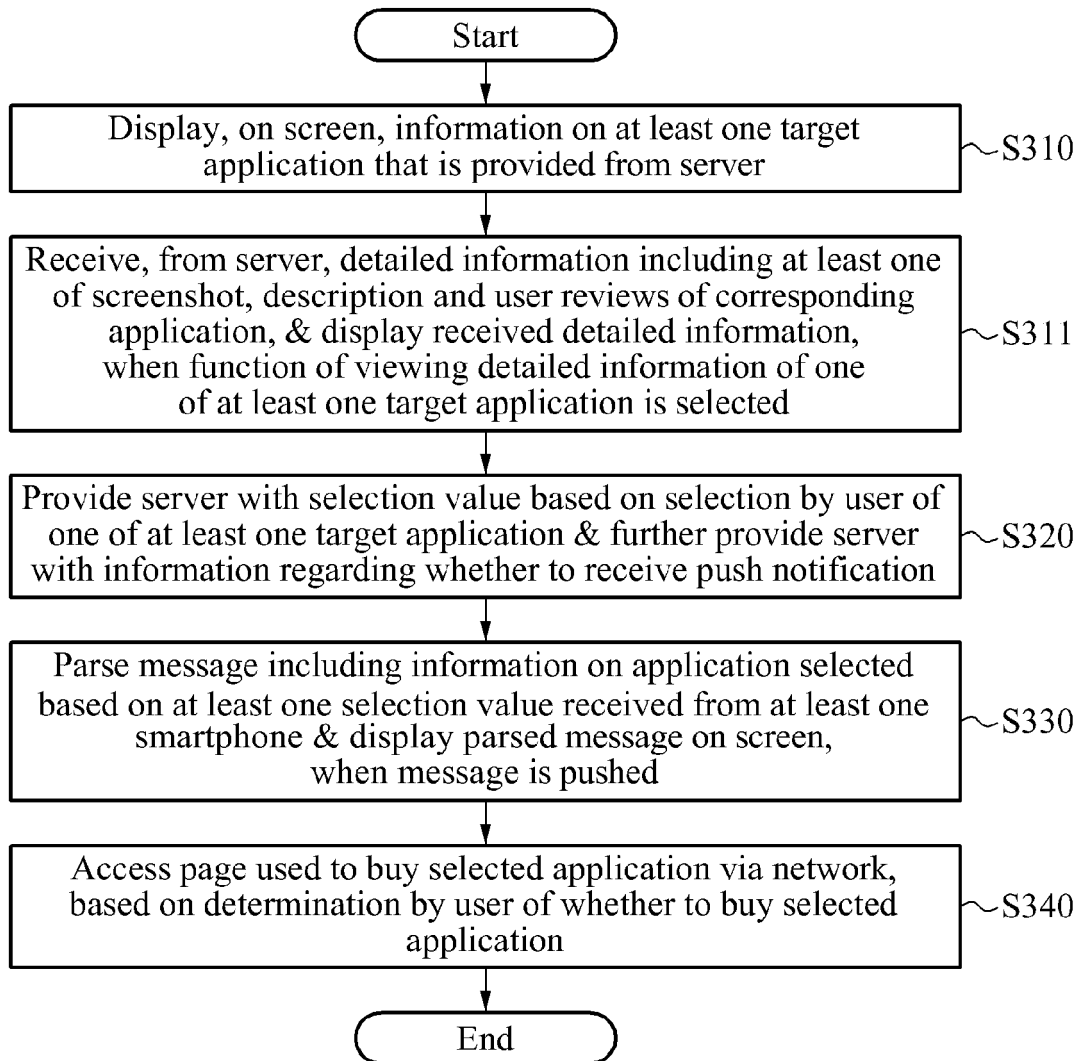 Start
Display, on screen, information on at least one target
application that is provided from server
S310
Receive, from server, detailed information including at least one
of screenshot, description and user reviews of corresponding
application, & display received detailed information,
when function of viewing detailed information of one
of at least one target application is selected
S311
Provide server with selection value based on selection by user of
one of at least one target application & further provide server
with information regarding whether to receive push notification
S320
Parse message including information on application selected
based on at least one selection value received from at least one
smartphone & display parsed message on screen,
when message is pushed
S330
Access page used to buy selected application via network,
based on determination by user of whether to buy selected
application
S340
End